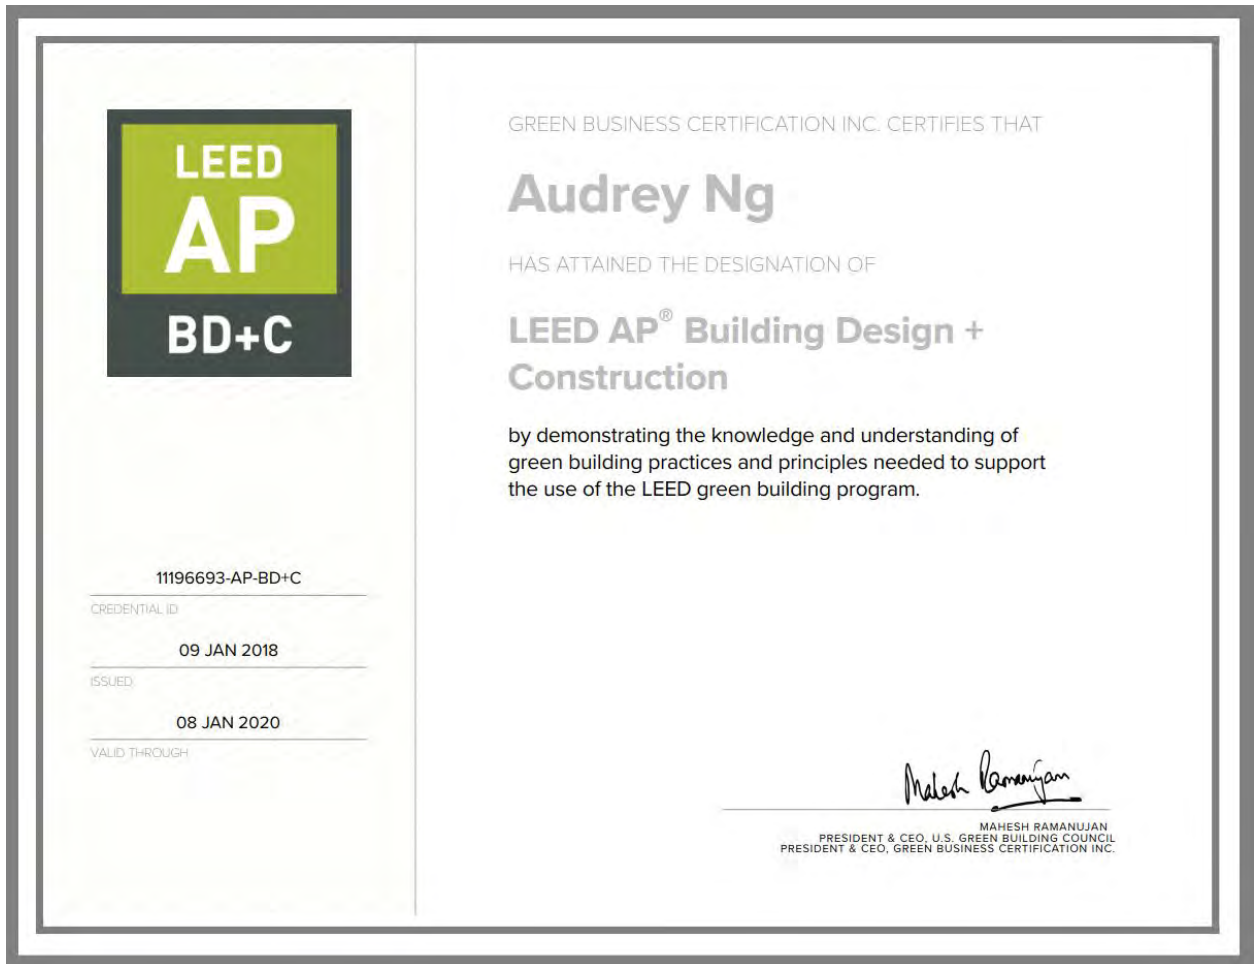 LEED
AP
BD+C
11196693-AP-BD+C
CREDENTIAL ID
09 JAN 2018
ISSUED
08 JAN 2020
VALID THROUGH
GREEN BUSINESS CERTIFICATION INC. CERTIFIES THAT
Audrey Ng
HAS ATTAINED THE DESIGNATION OF
LEED AP® Building Design +
Construction
by demonstrating the knowledge and understanding of
green building practices and principles needed to support
the use of the LEED green building program.
Mahesh Ramanujan
MAHESH RAMANUJAN
PRESIDENT & CEO, U.S. GREEN BUILDING COUNCIL
PRESIDENT & CEO, GREEN BUSINESS CERTIFICATION INC.